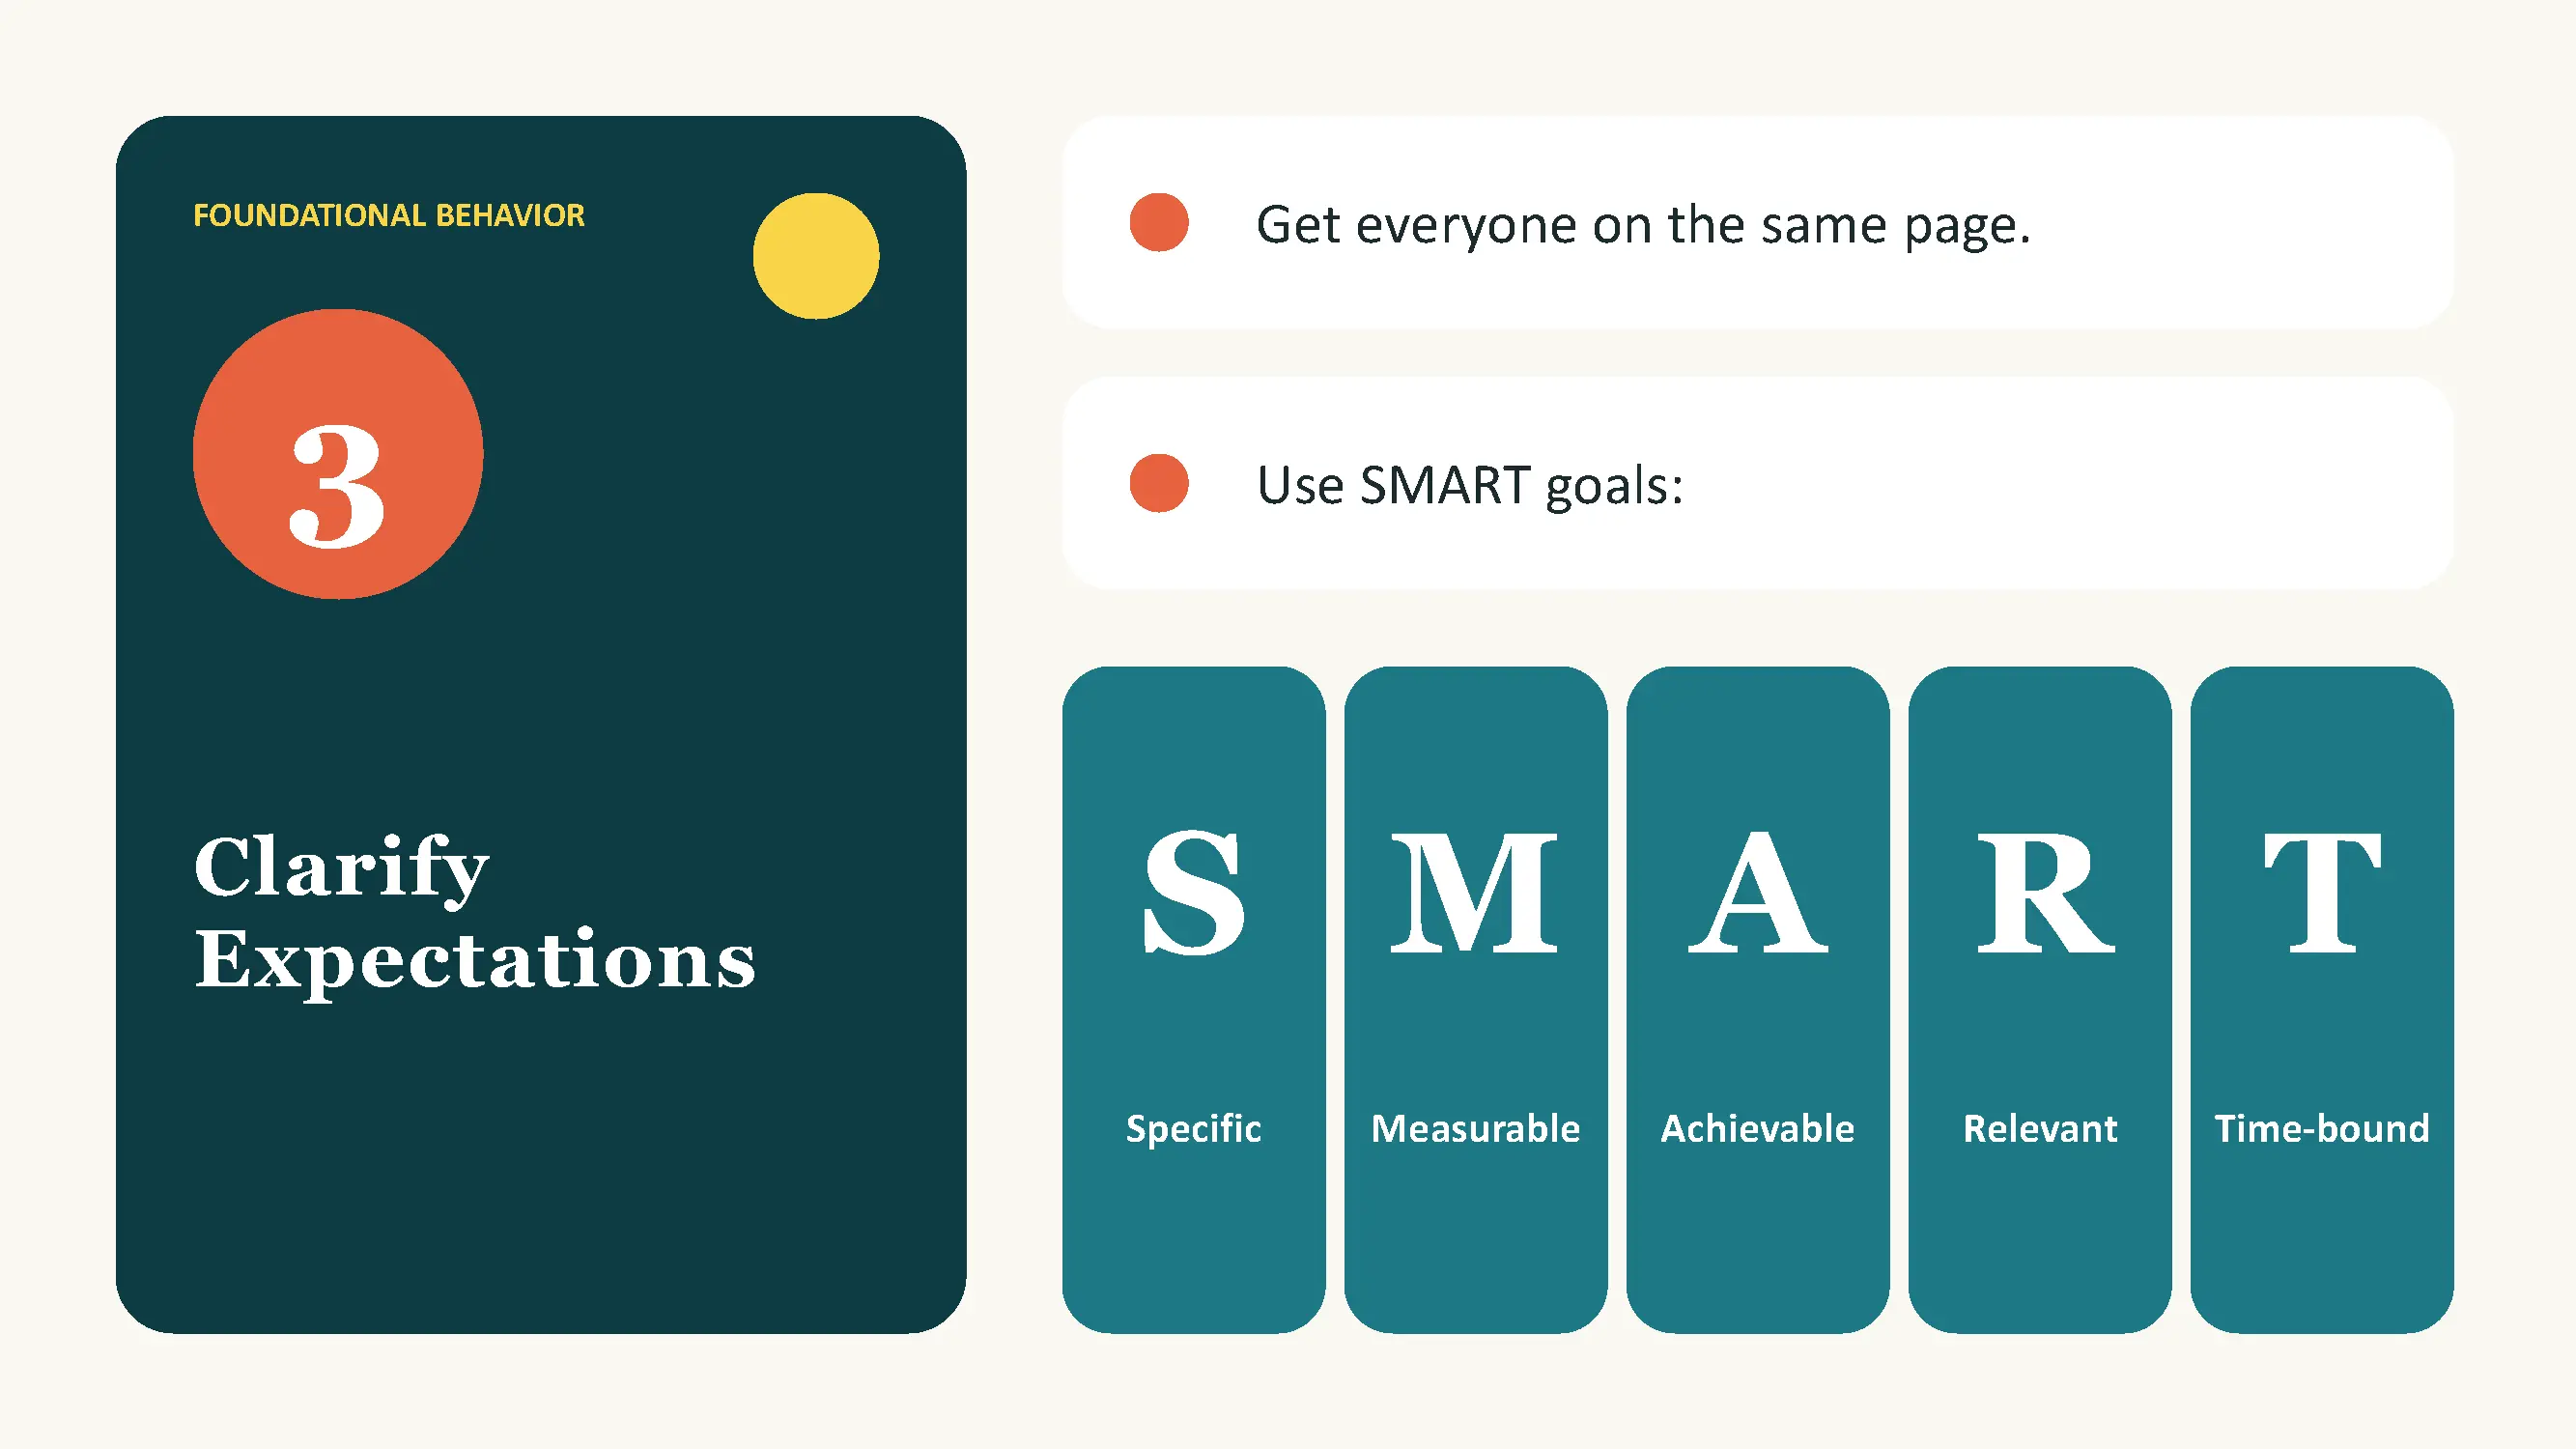 FOUNDATIONAL BEHAVIOR
3
Clarify
Expectations
Get everyone on the same page.
Use SMART goals:
S
Specific
M
Measurable
A
Achievable
R
Relevant
T
Time-bound